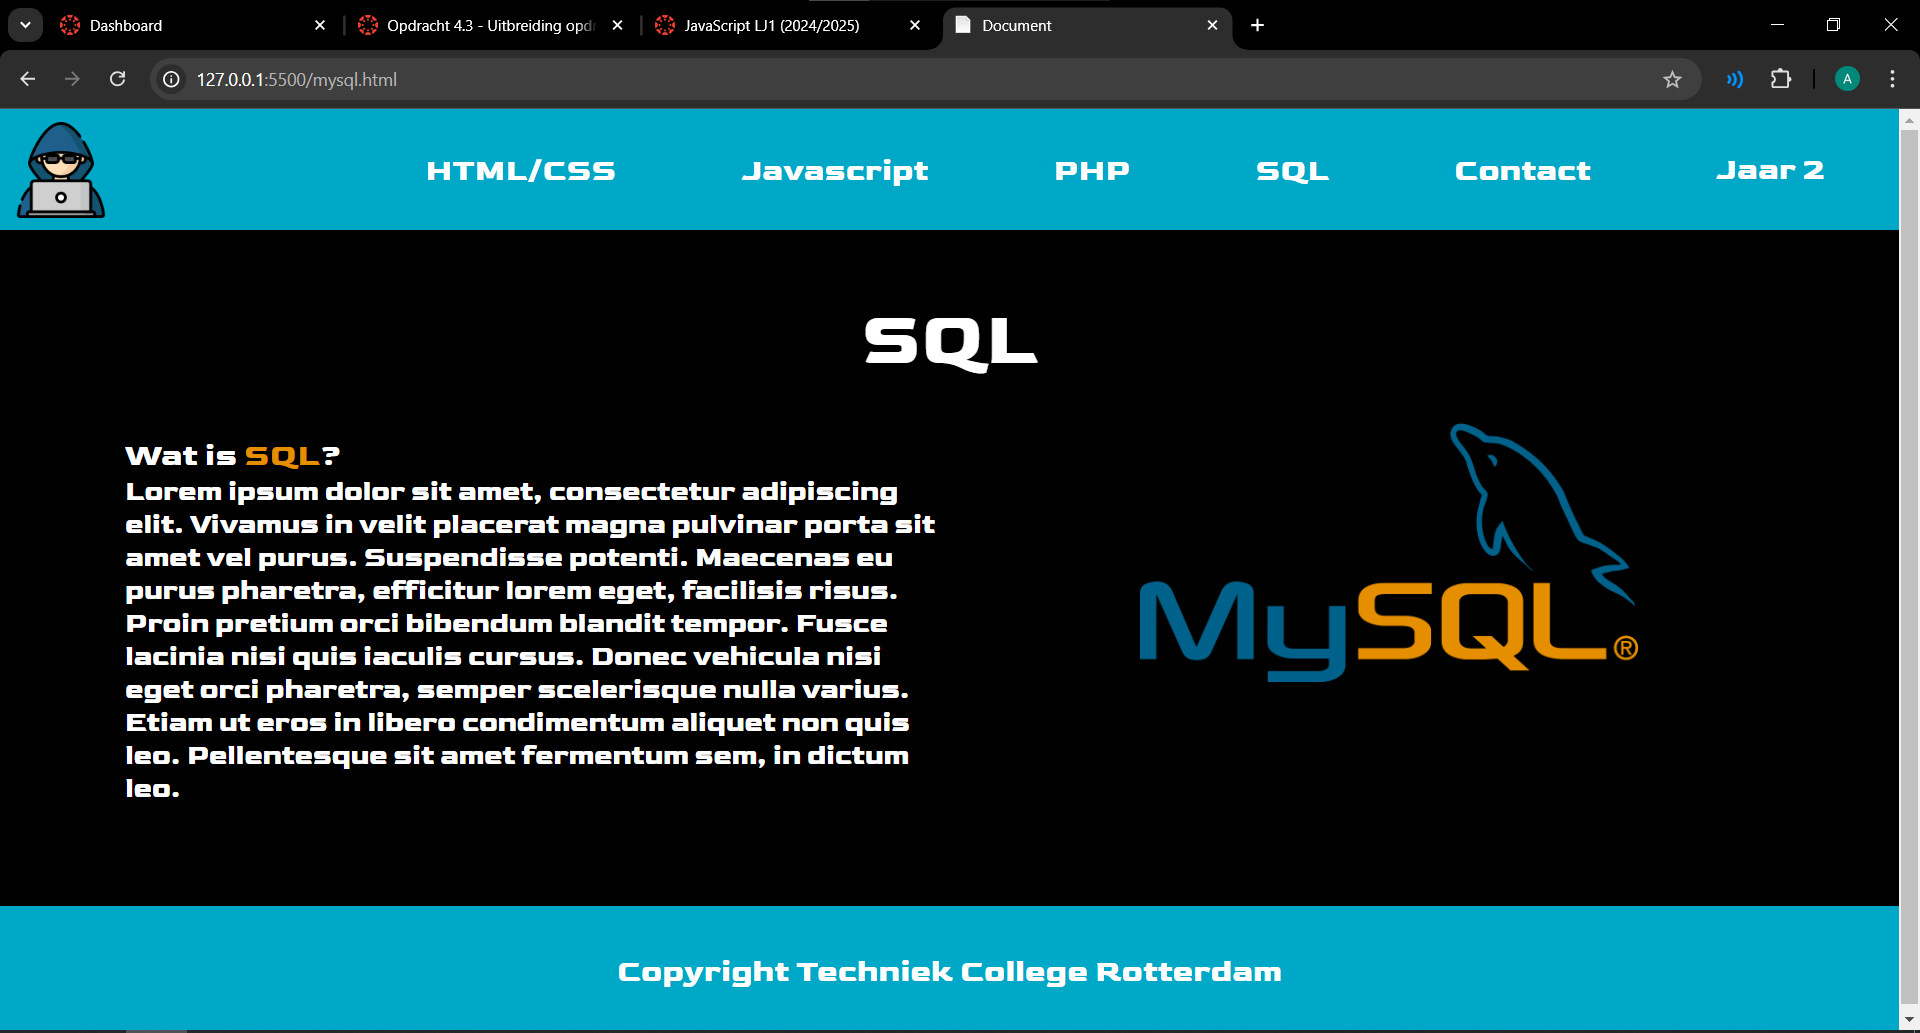 Dashboard
Opdracht 4.3 - Uitbreiding opdr
JavaScript LJ1 (2024/2025)
Document
127.0.0.1:5500/mysql.html
A
HTML/CSS
Javascript
PHP
SQL
Contact
Jaar 2
SQL
Wat is SQL?
Lorem ipsum dolor sit amet, consectetur adipiscing
elit. Vivamus in velit placerat magna pulvinar porta sit
amet vel purus. Suspendisse potenti. Maecenas eu
purus pharetra, efficitur lorem eget, facilisis risus.
Proin pretium orci bibendum blandit tempor. Fusce
lacinia nisi quis iaculis cursus. Donec vehicula nisi
eget orci pharetra, semper scelerisque nulla varius.
Etiam ut eros in libero condimentum aliquet non quis
leo. Pellentesque sit amet fermentum sem, in dictum
leo.
MySQL®
Copyright Techniek College Rotterdam